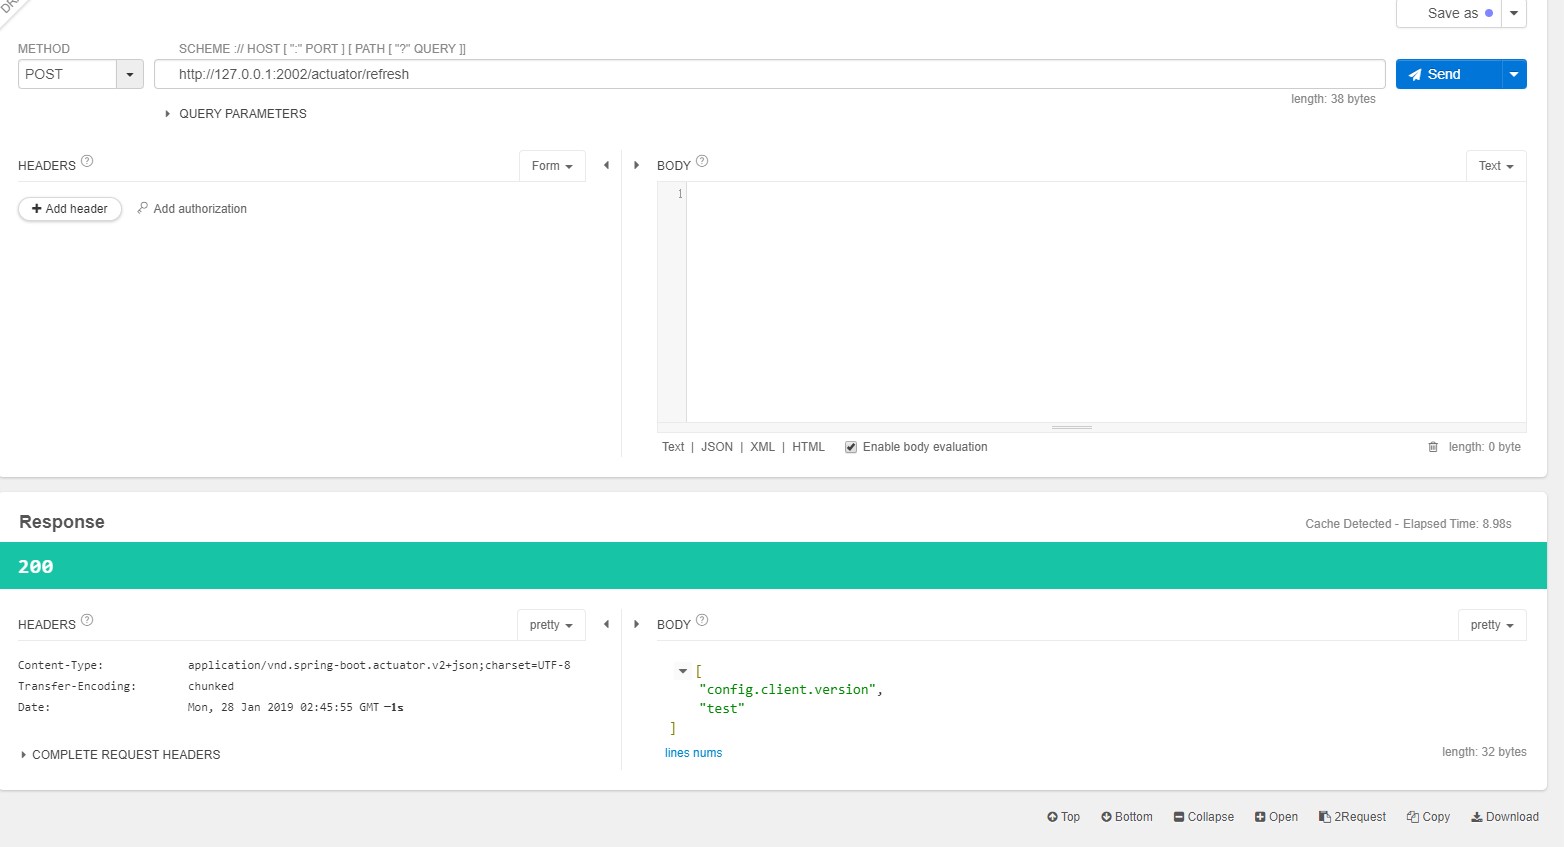 Save as
METHOD
SCHEME :// HOST [ ":" PORT ] [ PATH [ "?" QUERY ]]
POST
http://127.0.0.1:2002/actuator/refresh
Send
length: 38 bytes
QUERY PARAMETERS
HEADERS ?
Form
BODY ?
Text
Add header
Add authorization
1
Text | JSON | XML | HTML
Enable body evaluation
length: 0 byte
Response
Cache Detected - Elapsed Time: 8.98s
200
HEADERS ?
pretty
BODY ?
pretty
Content-Type: application/vnd.spring-boot.actuator.v2+json;charset=UTF-8
Transfer-Encoding: chunked
Date: Mon, 28 Jan 2019 02:45:55 GMT −1s
COMPLETE REQUEST HEADERS
[
"config.client.version",
"test"
]
lines nums
length: 32 bytes
Top
Bottom
Collapse
Open
2Request
Copy
Download